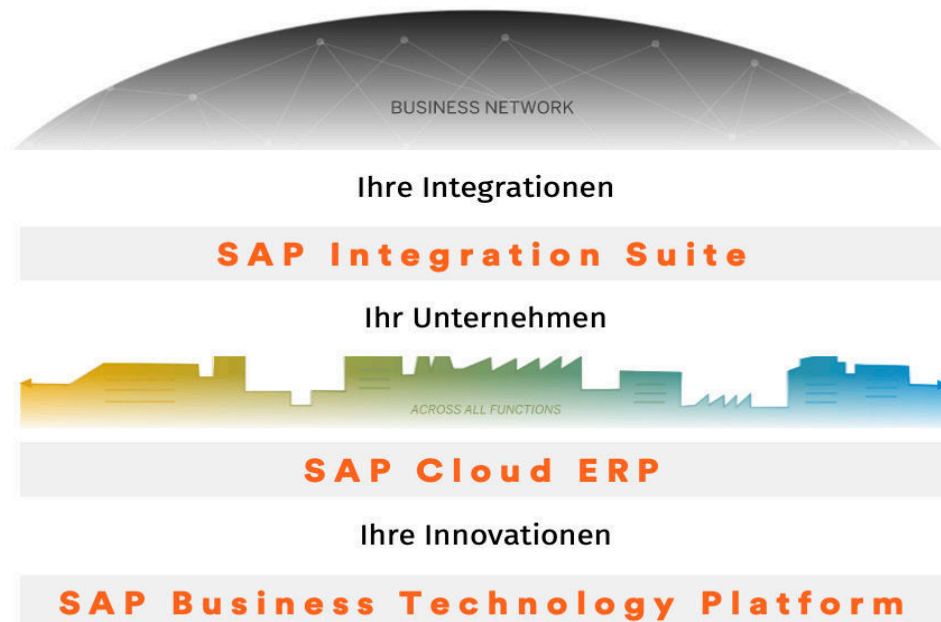 BUSINESS NETWORK
Ihre Integrationen
SAP Integration Suite
Ihr Unternehmen
ACROSS ALL FUNCTIONS
SAP Cloud ERP
Ihre Innovationen
SAP Business Technology Platform